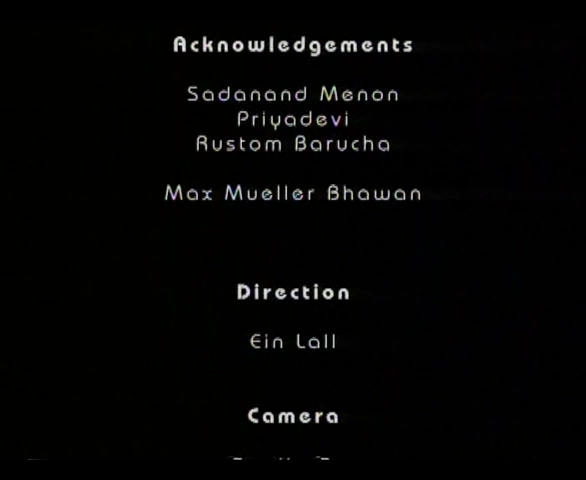 Acknowledgements
Sadanand Menon
Priyadevi
Rustom Barucha
Max Mueller Bhawan
Direction
Ein Lall
Camera